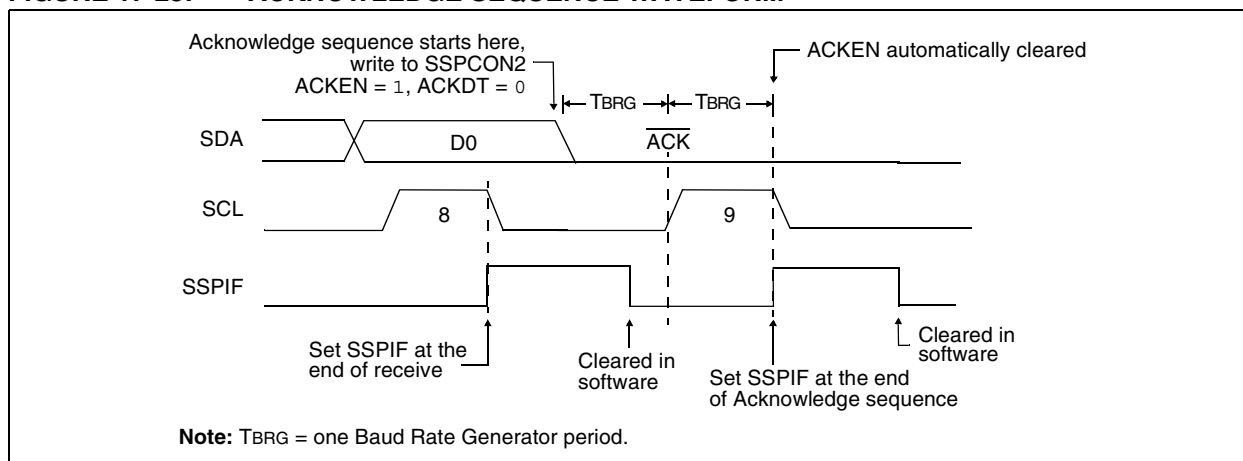 Acknowledge sequence starts here,
write to SSPCON2
ACKEN = 1, ACKDT = 0
ACKEN automatically cleared
TBRG
TBRG
SDA
D0
ACK
SCL
8
9
SSPIF
Set SSPIF at the
end of receive
Cleared in
software
Set SSPIF at the end
of Acknowledge sequence
Cleared in
software
Note: TBRG = one Baud Rate Generator period.